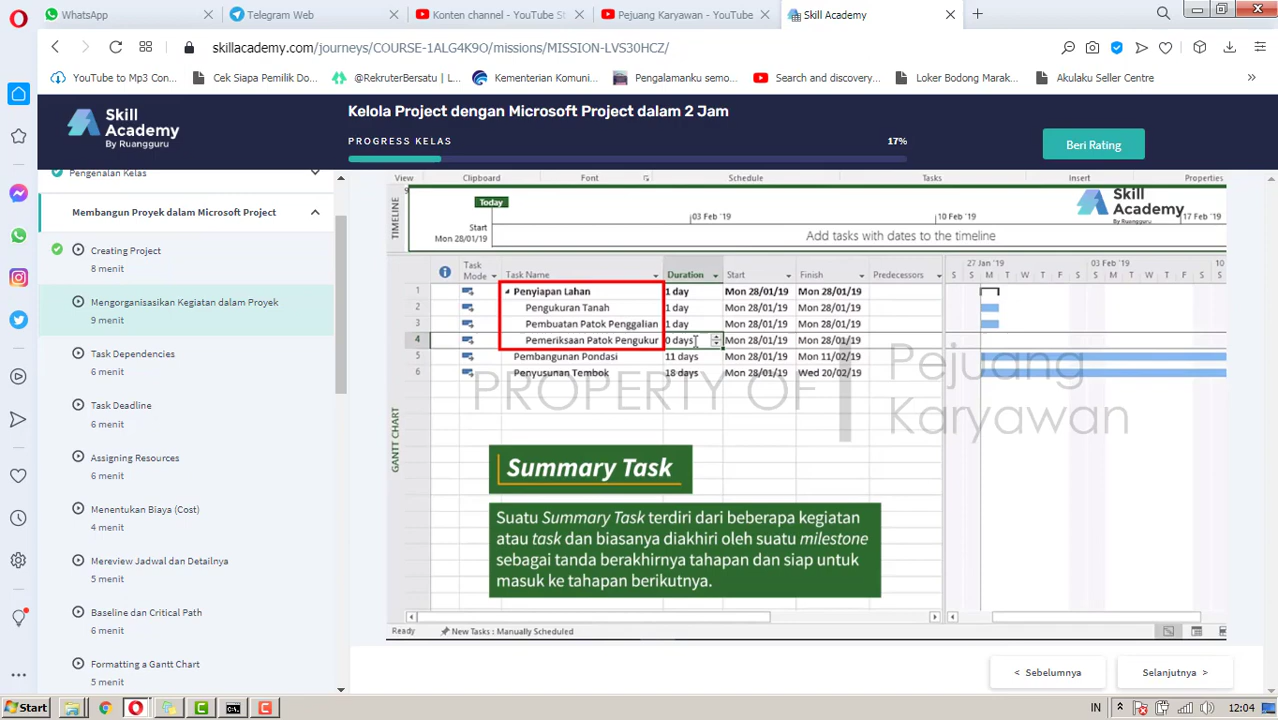 WhatsApp
Telegram Web
Konten channel - YouTube St
Pejuang Karyawan - YouTube
Skill Academy
skillacademy.com/journeys/COURSE-1ALG4K9O/missions/MISSION-LVS30HCZ/
YouTube to Mp3 Con...
Cek Siapa Pemilik Do...
@RekruterBersatu | L...
Kementerian Komuni...
Pengalamanku semo...
Search and discovery...
Loker Bodong Marak...
Akulaku Seller Centre
Skill
Academy
By Ruangguru
Kelola Project dengan Microsoft Project dalam 2 Jam
PROGRESS KELAS
17%
Beri Rating
Pengenalan Kelas
Membangun Proyek dalam Microsoft Project
Creating Project
8 menit
Mengorganisasikan Kegiatan dalam Proyek
9 menit
Task Dependencies
6 menit
Task Deadline
6 menit
Assigning Resources
6 menit
Menentukan Biaya (Cost)
4 menit
Mereview Jadwal dan Detailnya
5 menit
Baseline dan Critical Path
6 menit
Formatting a Gantt Chart
5 menit
View
Clipboard
Font
Schedule
Tasks
Insert
Properties
TIMELINE
Today
Start
Mon 28/01/19
03 Feb '19
10 Feb '19
17 Feb '19
Add tasks with dates to the timeline
Skill
Academy
By Ruangguru
Task Mode
Task Name
Duration
Start
Finish
Predecessors
27 Jan '19
03 Feb '19
10
S M T W T F S S M T W T F S S
1 Penyiapan Lahan 1 day Mon 28/01/19 Mon 28/01/19
2 Pengukuran Tanah 1 day Mon 28/01/19 Mon 28/01/19
3 Pembuatan Patok Penggalian 1 day Mon 28/01/19 Mon 28/01/19
4 Pemeriksaan Patok Pengukur 0 days Mon 28/01/19 Mon 28/01/19
5 Pembangunan Pondasi 11 days Mon 28/01/19 Mon 11/02/19
6 Penyusunan Tembok 18 days Mon 28/01/19 Wed 20/02/19
GANTT CHART
PROPERTY OF
Pejuang
Karyawan
Summary Task
Suatu Summary Task terdiri dari beberapa kegiatan
atau task dan biasanya diakhiri oleh suatu milestone
sebagai tanda berakhirnya tahapan dan siap untuk
masuk ke tahapan berikutnya.
Ready
New Tasks : Manually Scheduled
< Sebelumnya
Selanjutnya >
Start
IN
12:04